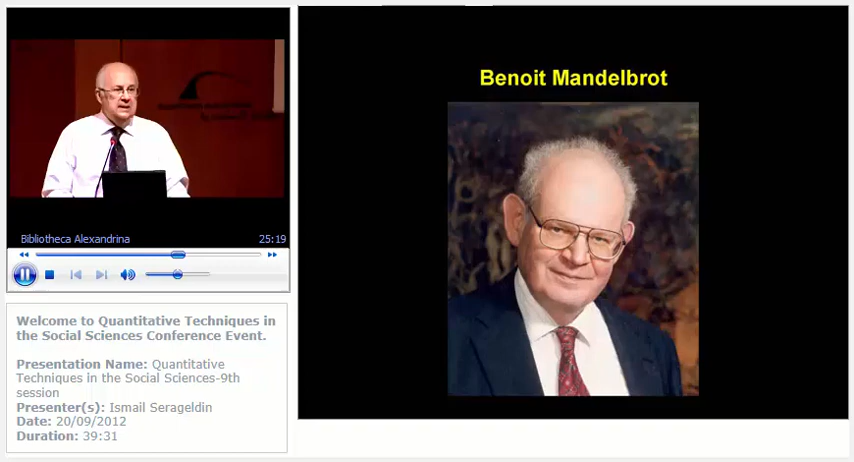 Benoit Mandelbrot
Bibliotheca Alexandrina 25:19
Welcome to Quantitative Techniques in
the Social Sciences Conference Event.
Presentation Name: Quantitative
Techniques in the Social Sciences-9th
session
Presenter(s): Ismail Serageldin
Date: 20/09/2012
Duration: 39:31